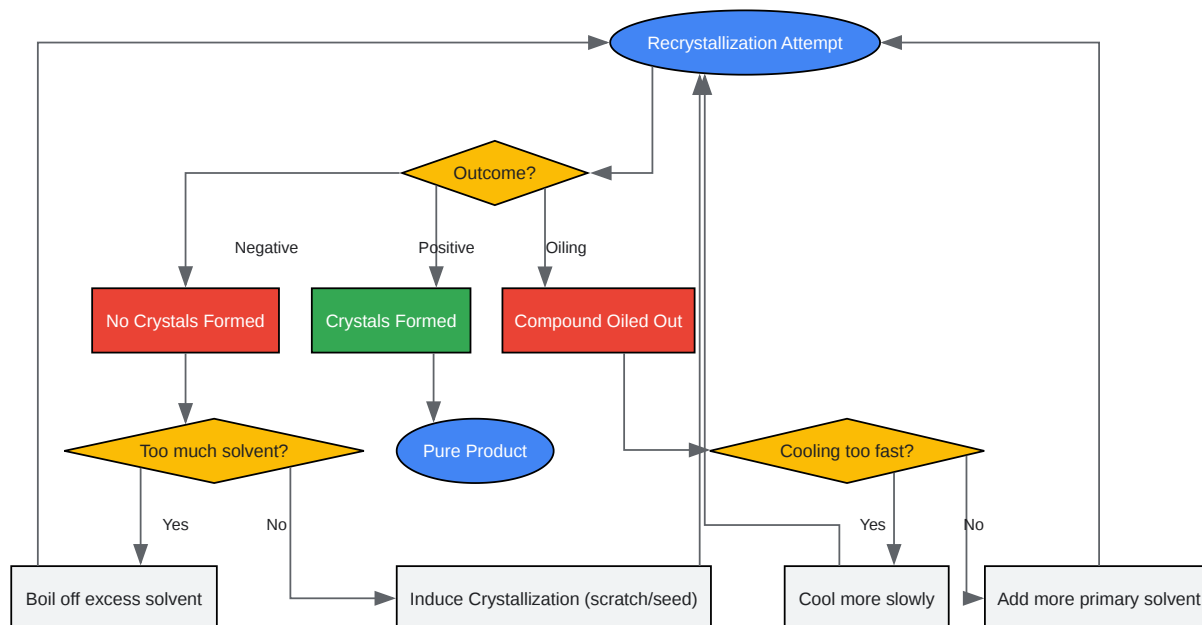 Recrystallization Attempt
Outcome?
Negative
Positive
Oiling
No Crystals Formed
Crystals Formed
Compound Oiled Out
Too much solvent?
Pure Product
Cooling too fast?
Yes
No
Yes
No
Boil off excess solvent
Induce Crystallization (scratch/seed)
Cool more slowly
Add more primary solvent